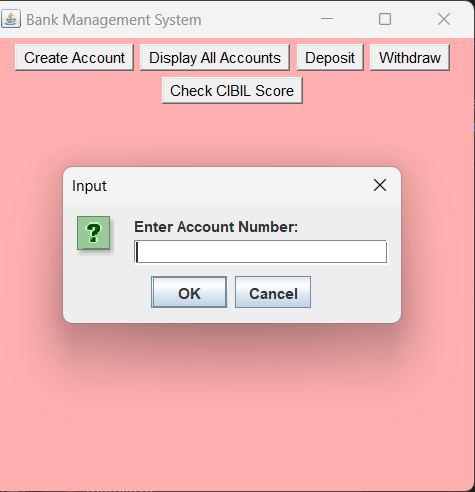 Bank Management System
Create Account Display All Accounts Deposit Withdraw
Check CIBIL Score
Input
?
Enter Account Number:
OK Cancel